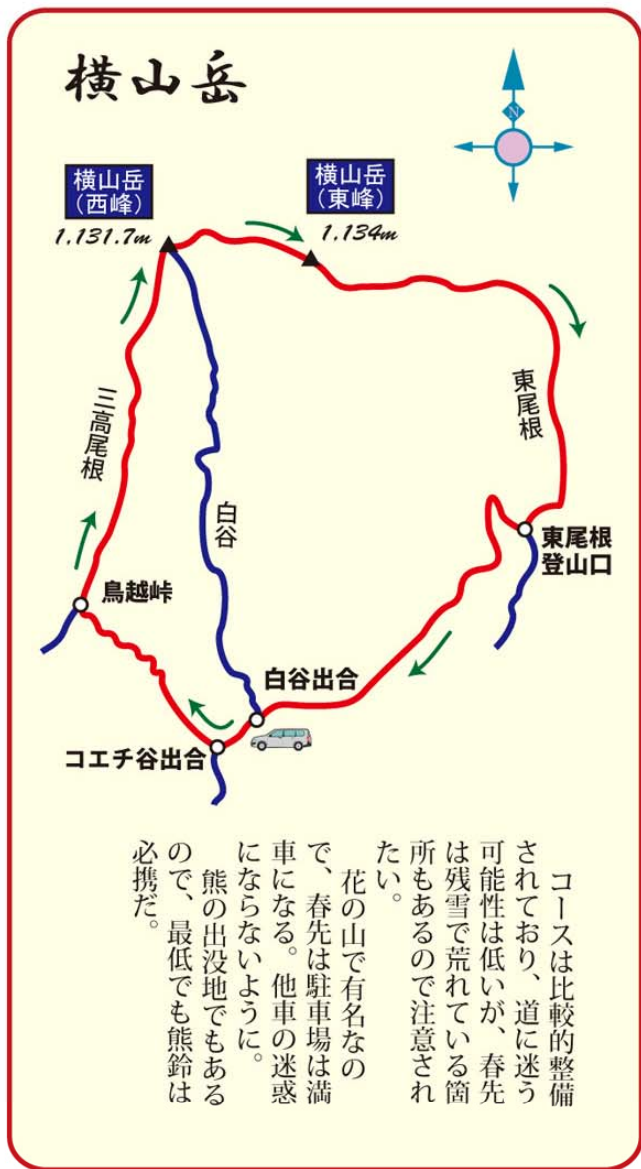 横山岳
N
横山岳
(西峰)
1.131.7m
横山岳
(東峰)
1.134m
三高尾根
白谷
東尾根
鳥越峠
東尾根
登山口
白谷出合
コエチ谷出合
コースは比較的整備
されており、道に迷う
可能性は低いが、春先
は残雪で荒れている箇
所もあるので注意され
たい。
花の山で有名なの
で、春先は駐車場は満
車になる。他車の迷惑
にならないように。
熊の出没地でもある
ので、最低でも熊鈴は
必携だ。